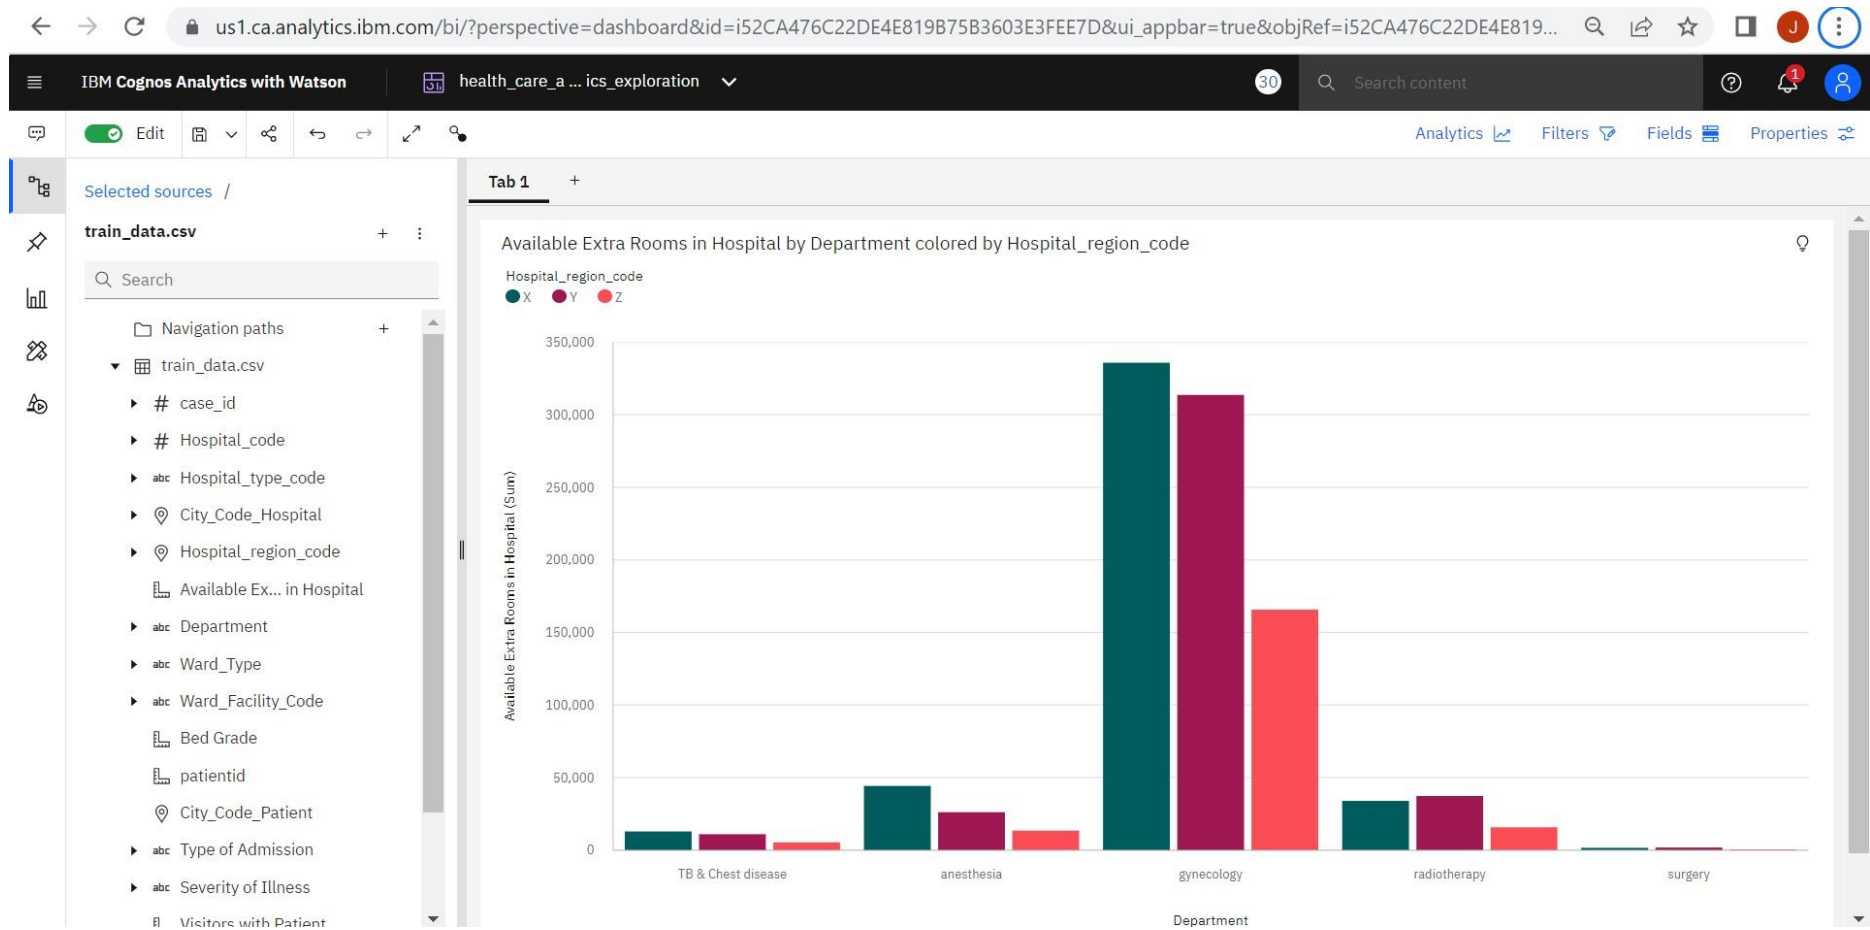 us1.ca.analytics.ibm.com/bi/?perspective=dashboard&id=i52CA476C22DE4E819B75B3603E3FEE7D&ui_appbar=true&objRef=i52CA476C22DE4E819...
J
IBM Cognos Analytics with Watson
health_care_a ... ics_exploration
30
Search content
1
Edit
Analytics
Filters
Fields
Properties
Selected sources /
train_data.csv
Search
Navigation paths
train_data.csv
# case_id
# Hospital_code
abc Hospital_type_code
City_Code_Hospital
Hospital_region_code
Available Ex... in Hospital
abc Department
abc Ward_Type
abc Ward_Facility_Code
Bed Grade
patientid
City_Code_Patient
abc Type of Admission
abc Severity of Illness
Visitors with Patient
Tab 1
Available Extra Rooms in Hospital by Department colored by Hospital_region_code
Hospital_region_code
X Y Z
Available Extra Rooms in Hospital (Sum)
350,000
300,000
250,000
200,000
150,000
100,000
50,000
0
TB & Chest disease anesthesia gynecology radiotherapy surgery
Department